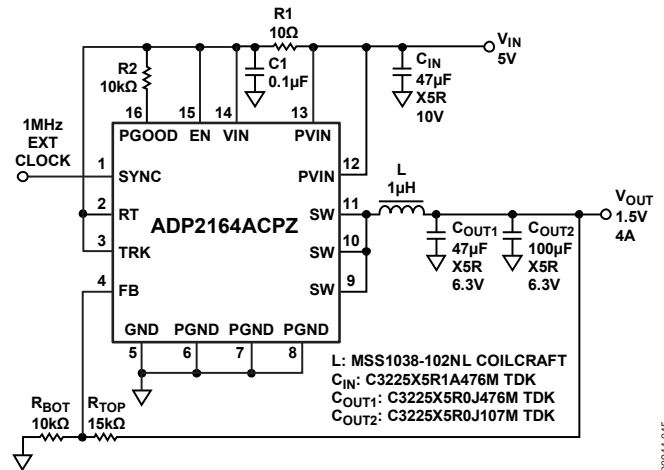 R1
10Ω
VIN
5V
R2
10kΩ
C1
0.1µF
CIN
47µF
X5R
10V
16
15
14
13
PGOOD
EN
VIN
PVIN
1MHz
EXT
CLOCK
1
SYNC
12
PVIN
L
1µH
2
RT
SW
11
VOUT
1.5V
4A
ADP2164ACPZ
3
TRK
SW
10
COUT1
47µF
X5R
6.3V
COUT2
100µF
X5R
6.3V
4
FB
SW
9
GND
PGND
PGND
PGND
5
6
7
8
L: MSS1038-102NL COILCRAFT
CIN: C3225X5R1A476M TDK
COUT1: C3225X5R0J476M TDK
COUT2: C3225X5R0J107M TDK
RBOT
10kΩ
RTOP
15kΩ